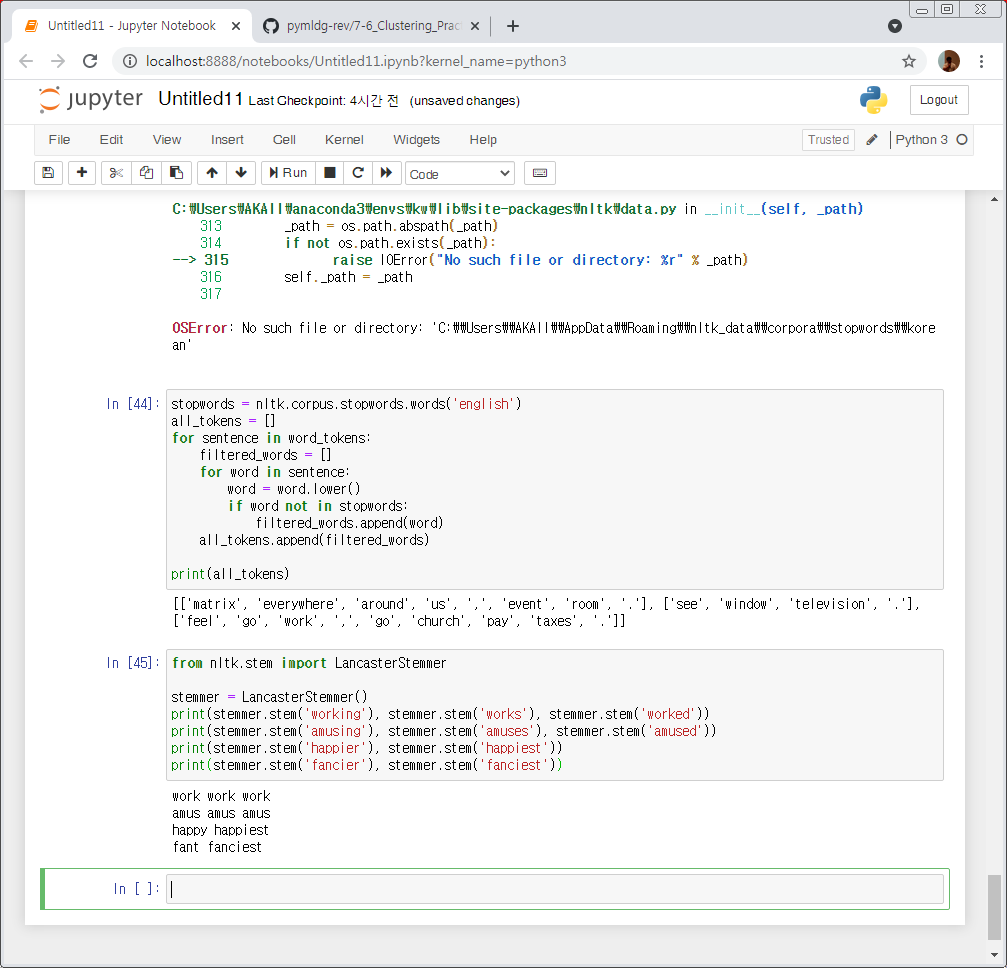 Untitled11 - Jupyter Notebook
pymldg-rev/7-6_Clustering_Prac
localhost:8888/notebooks/Untitled11.ipynb?kernel_name=python3
jupyter Untitled11 Last Checkpoint: 4시간 전 (unsaved changes)
Logout
File Edit View Insert Cell Kernel Widgets Help Trusted Python 3
Run Code
C:₩Users₩AKAII₩anaconda3₩envs₩kw₩lib₩site-packages₩nltk₩data.py in __init__(self, _path)
313 _path = os.path.abspath(_path)
314 if not os.path.exists(_path):
--> 315 raise IOError("No such file or directory: %r" % _path)
316 self._path = _path
317
OSError: No such file or directory: 'C:₩₩Users₩₩AKAII₩₩AppData₩₩Roaming₩₩nltk_data₩₩corpora₩₩stopwords₩₩kore
an'
In [44]: stopwords = nltk.corpus.stopwords.words('english')
all_tokens = []
for sentence in word_tokens:
filtered_words = []
for word in sentence:
word = word.lower()
if word not in stopwords:
filtered_words.append(word)
all_tokens.append(filtered_words)
print(all_tokens)
[['matrix', 'everywhere', 'around', 'us', ',', 'event', 'room', '.'], ['see', 'window', 'television', '.'],
['feel', 'go', 'work', ',', 'go', 'church', 'pay', 'taxes', '.']]
In [45]: from nltk.stem import LancasterStemmer
stemmer = LancasterStemmer()
print(stemmer.stem('working'), stemmer.stem('works'), stemmer.stem('worked'))
print(stemmer.stem('amusing'), stemmer.stem('amuses'), stemmer.stem('amused'))
print(stemmer.stem('happier'), stemmer.stem('happiest'))
print(stemmer.stem('fancier'), stemmer.stem('fanciest'))
work work work
amus amus amus
happy happiest
fant fanciest
In [ ]: